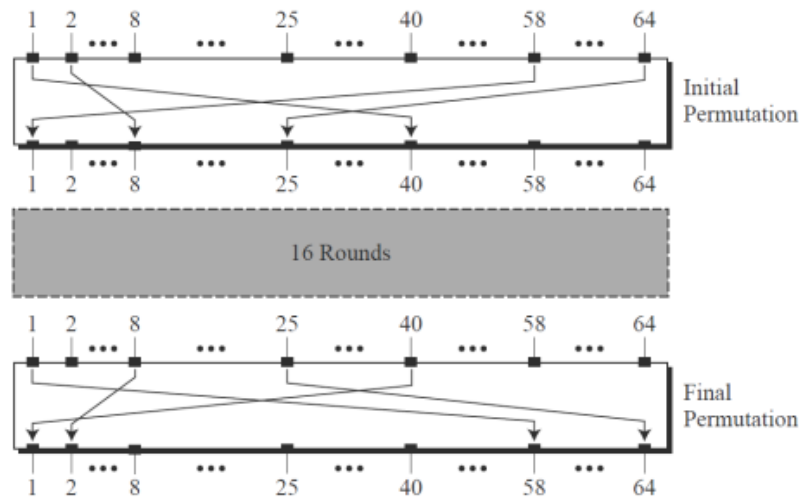 1 2 8 25 40 58 64
••• ••• ••• ••• •••
Initial
Permutation
••• ••• ••• ••• •••
1 2 8 25 40 58 64
16 Rounds
1 2 8 25 40 58 64
••• ••• ••• ••• •••
Final
Permutation
••• ••• ••• ••• •••
1 2 8 25 40 58 64